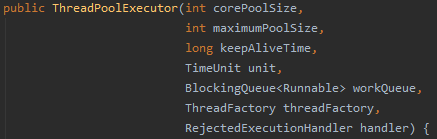 public ThreadPoolExecutor(int corePoolSize,
int maximumPoolSize,
long keepAliveTime,
TimeUnit unit,
BlockingQueue<Runnable> workQueue,
ThreadFactory threadFactory,
RejectedExecutionHandler handler) {